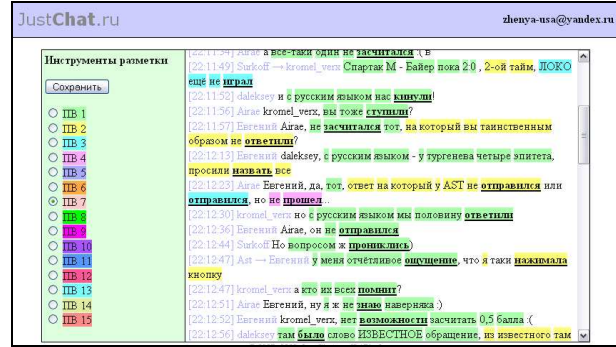 JustChat.ru
zhenya-usa@yandex.ru
Инструменты разметки
Сохранить
ПВ 1
ПВ 2
ПВ 3
ПВ 4
ПВ 5
ПВ 6
ПВ 7
ПВ 8
ПВ 9
ПВ 10
ПВ 11
ПВ 12
ПВ 13
ПВ 14
ПВ 15
[22:11:34] Airae а все-таки один не засчитался :( в
[22:11:49] Surkoff → kromel_verx Спартак М - Байер пока 2:0 , 2-ой тайм, ЛОКО
ещё не играл
[22:11:52] daleksey и с русским языком нас кинули!
[22:11:56] Airae kromel_verx, вы тоже ступили?
[22:11:57] Евгений Airae, не засчитался тот, на который вы таинственным
образом не ответили?
[22:12:13] Евгений daleksey, с русским языком - у тургенева четыре эпитета,
просили назвать все
[22:12:23] Airae Евгений, да, тот, ответ на который у AST не отправился или
отправился, но не прошел...
[22:12:30] kromel_verx но с русским языком мы половину ответили
[22:12:36] Евгений Airae, он не отправился
[22:12:44] Surkoff Но вопросом ж прониклись)
[22:12:47] Ast → Евгений у меня отчётливое ощущение, что я таки нажимала
кнопку
[22:12:47] kromel_verx а кто их всех помнит?
[22:12:51] Airae Евгений, ну я ж не знаю наверняка :)
[22:12:52] Евгений kromel_verx, нет возможности засчитать 0,5 балла :(
[22:12:56] daleksey там было слово ИЗВЕСТНОЕ обращение, из известного там